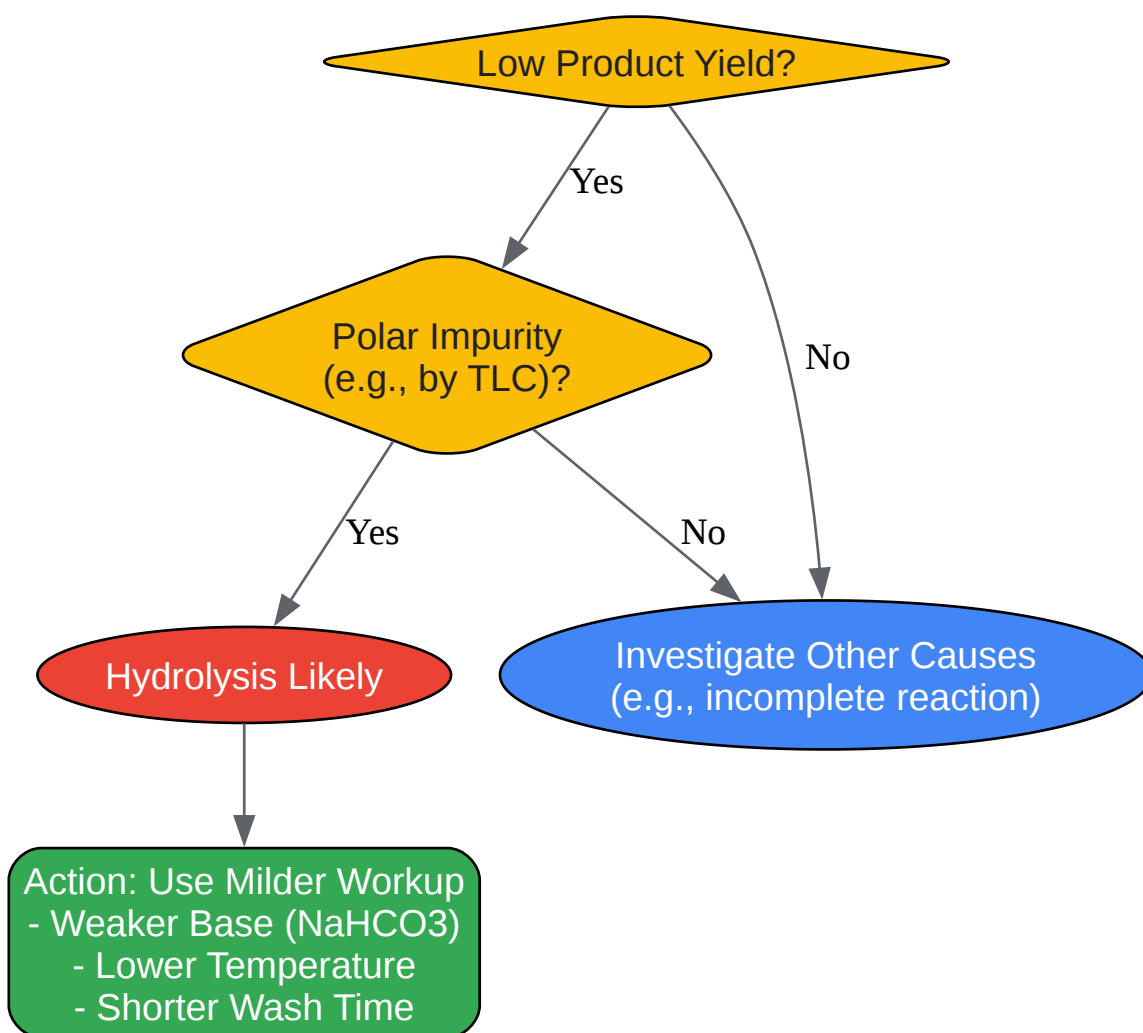 Low Product Yield?
Yes
No
Polar Impurity
(e.g., by TLC)?
Yes
No
Hydrolysis Likely
Investigate Other Causes
(e.g., incomplete reaction)
Action: Use Milder Workup
- Weaker Base (NaHCO3)
- Lower Temperature
- Shorter Wash Time